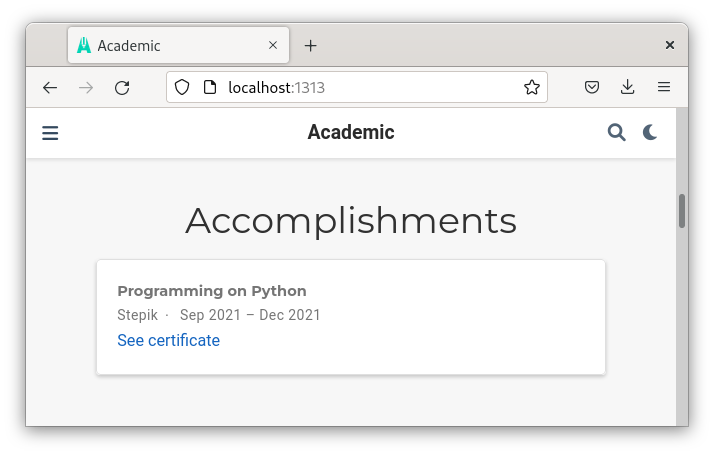 Academic
localhost:1313
Academic
Accomplishments
Programming on Python
Stepik · Sep 2021 – Dec 2021
See certificate